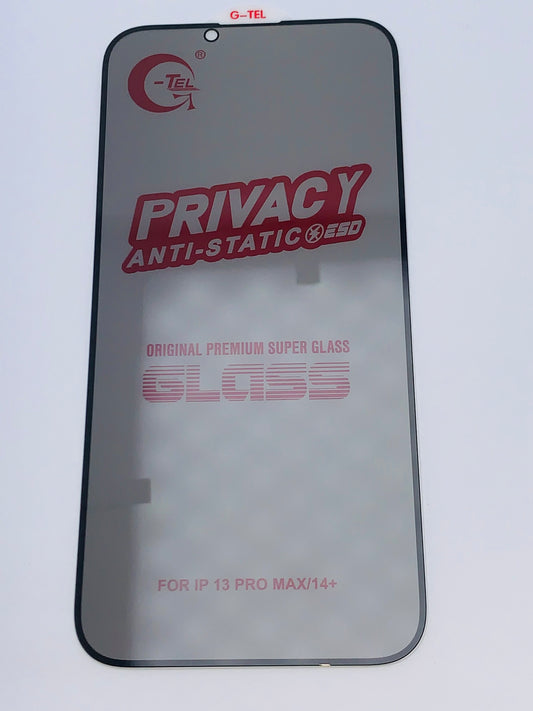 G-TEL
G-TEL ®
PRIVACY
ANTI-STATIC ESD
ORIGINAL PREMIUM SUPER GLASS
GLASS
FOR IP 13 PRO MAX/14+